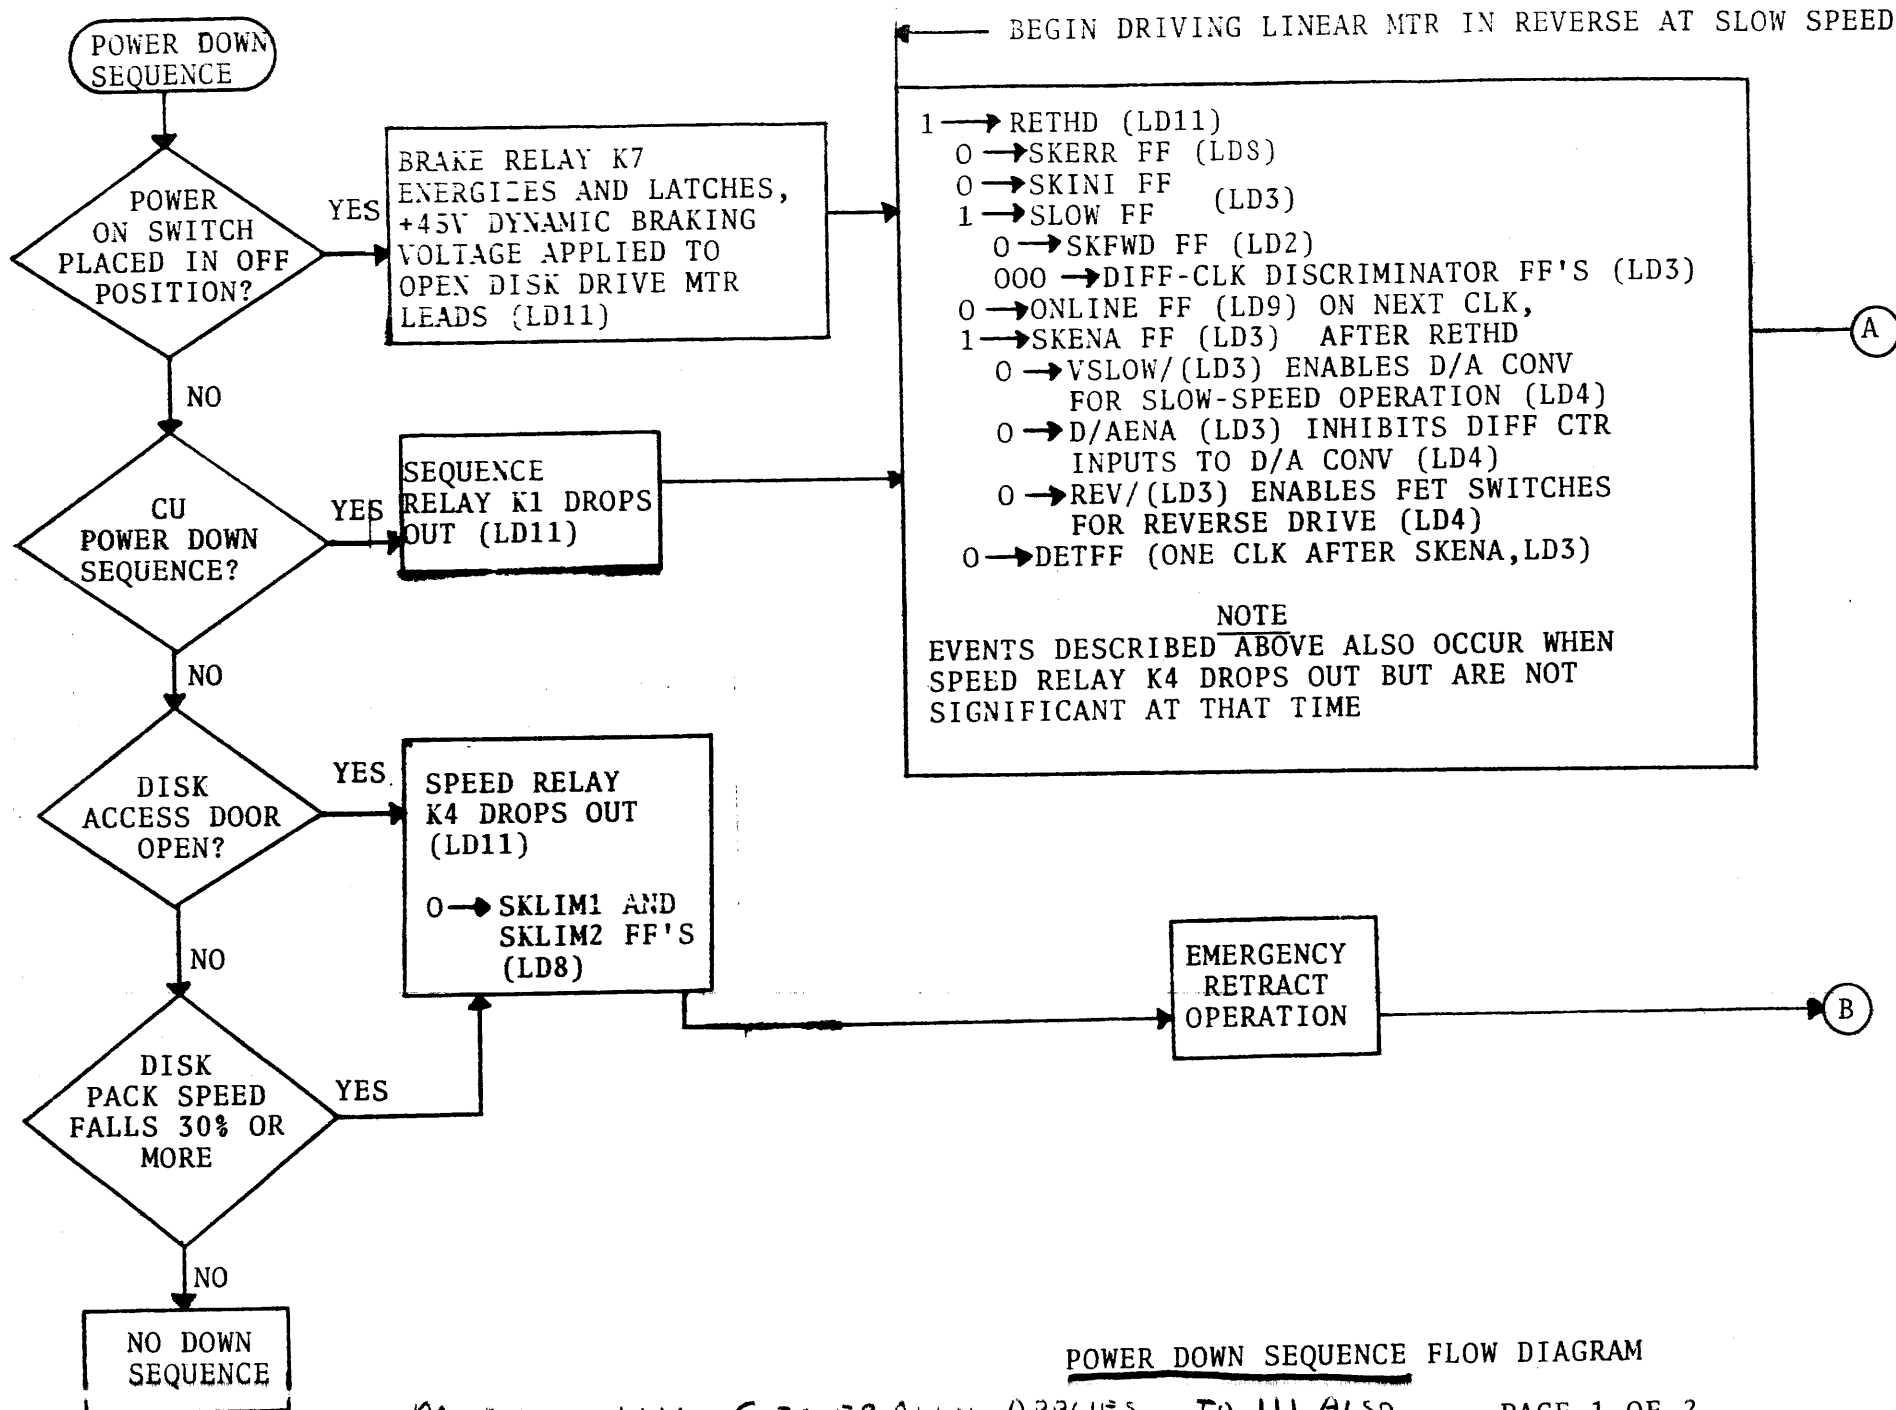 POWER DOWN
SEQUENCE
POWER
ON SWITCH
PLACED IN OFF
POSITION?
YES
NO
BRAKE RELAY K7
ENERGIZES AND LATCHES,
+45V DYNAMIC BRAKING
VOLTAGE APPLIED TO
OPEN DISK DRIVE MTR
LEADS (LD11)
BEGIN DRIVING LINEAR MTR IN REVERSE AT SLOW SPEED
1 → RETHD (LD11)
0 → SKERR FF (LD8)
0 → SKINI FF
1 → SLOW FF (LD3)
0 → SKFWD FF (LD2)
000 → DIFF-CLK DISCRIMINATOR FF'S (LD3)
0 → ONLINE FF (LD9) ON NEXT CLK,
1 → SKENA FF (LD3) AFTER RETHD
0 → VSLOW/(LD3) ENABLES D/A CONV
FOR SLOW-SPEED OPERATION (LD4)
0 → D/AENA (LD3) INHIBITS DIFF CTR
INPUTS TO D/A CONV (LD4)
0 → REV/(LD3) ENABLES FET SWITCHES
FOR REVERSE DRIVE (LD4)
0 → DETFF (ONE CLK AFTER SKENA,LD3)
NOTE
EVENTS DESCRIBED ABOVE ALSO OCCUR WHEN
SPEED RELAY K4 DROPS OUT BUT ARE NOT
SIGNIFICANT AT THAT TIME
A
CU
POWER DOWN
SEQUENCE?
YES
NO
SEQUENCE
RELAY K1 DROPS
OUT (LD11)
DISK
ACCESS DOOR
OPEN?
YES
NO
SPEED RELAY
K4 DROPS OUT
(LD11)
0 → SKLIM1 AND
SKLIM2 FF'S
(LD8)
EMERGENCY
RETRACT
OPERATION
B
DISK
PACK SPEED
FALLS 30% OR
MORE
YES
NO
NO DOWN
SEQUENCE
POWER DOWN SEQUENCE FLOW DIAGRAM
PAGE 1 OF 2